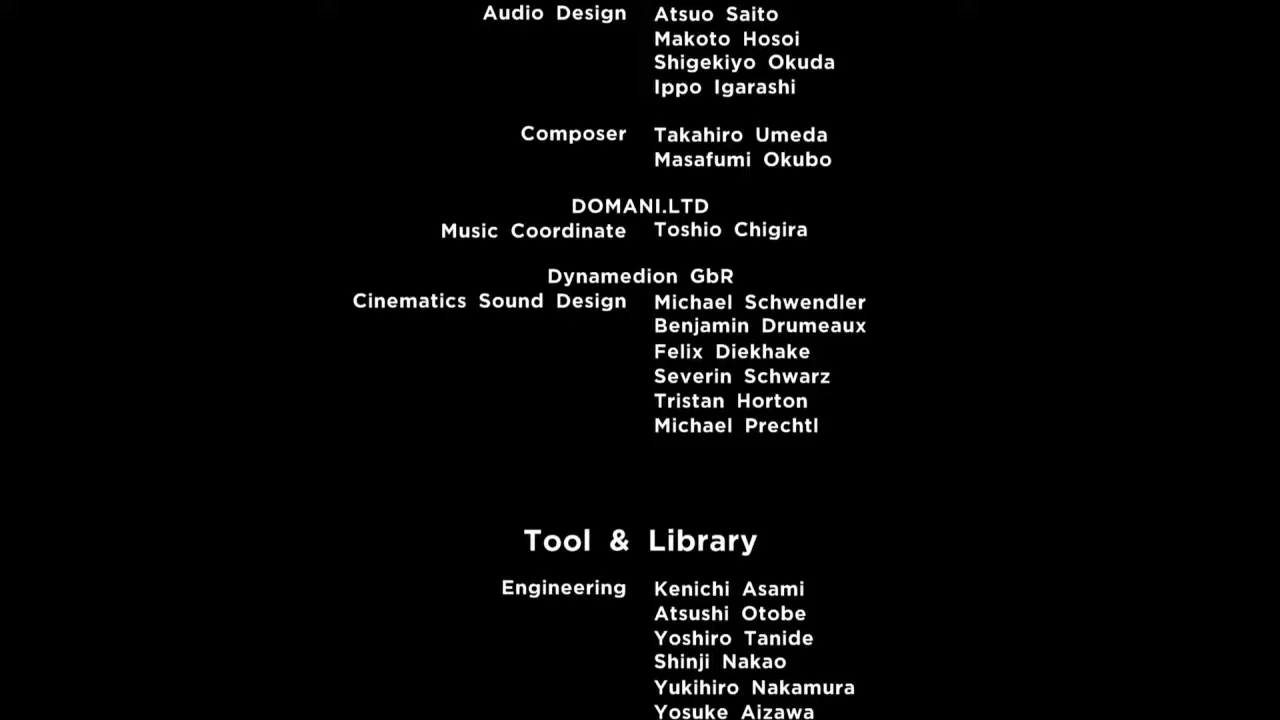 Audio Design Atsuo Saito
Makoto Hosoi
Shigekiyo Okuda
Ippo Igarashi
Composer Takahiro Umeda
Masafumi Okubo
DOMANI.LTD
Music Coordinate Toshio Chigira
Dynamedion GbR
Cinematics Sound Design Michael Schwendler
Benjamin Drumeaux
Felix Diekhake
Severin Schwarz
Tristan Horton
Michael Prechtl
Tool & Library
Engineering Kenichi Asami
Atsushi Otobe
Yoshiro Tanide
Shinji Nakao
Yukihiro Nakamura
Yosuke Aizawa